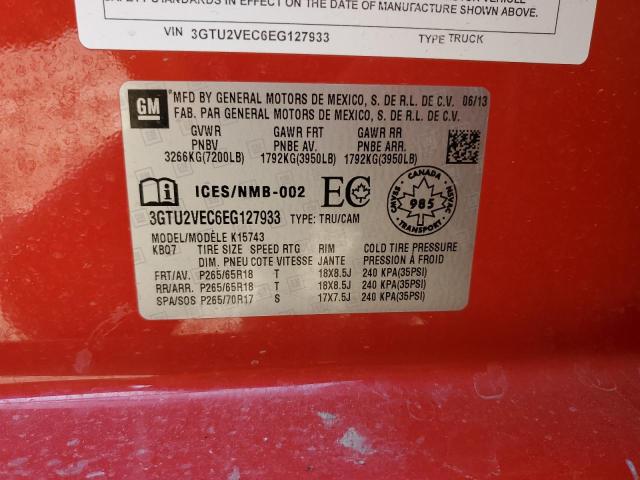 SAFETY STANDARDS IN EFFECT ON THE DATE OF MANUFACTURE SHOWN ABOVE.
VIN 3GTU2VEC6EG127933 TYPE TRUCK
GM
MFD BY GENERAL MOTORS DE MEXICO, S. DE R.L. DE C.V. 06/13
FAB. PAR GENERAL MOTORS DE MEXICO, S. DE R.L. DE C.V.
GVWR GAWR FRT GAWR RR
PNBV PNBE AV. PNBE ARR.
3266KG(7200LB) 1792KG(3950LB) 1792KG(3950LB)
ICES/NMB-002 EC
CANADA
985
CANVAS
TRANSPORT
3GTU2VEC6EG127933 TYPE: TRU/CAM
MODEL/MODÈLE K15743
KBQ7 TIRE SIZE SPEED RTG RIM COLD TIRE PRESSURE
DIM. PNEU COTE VITESSE JANTE PRESSION À FROID
FRT/AV. P265/65R18 T 18X8.5J 240 KPA(35PSI)
RR/ARR. P265/65R18 T 18X8.5J 240 KPA(35PSI)
SPA/SOS P265/70R17 S 17X7.5J 240 KPA(35PSI)